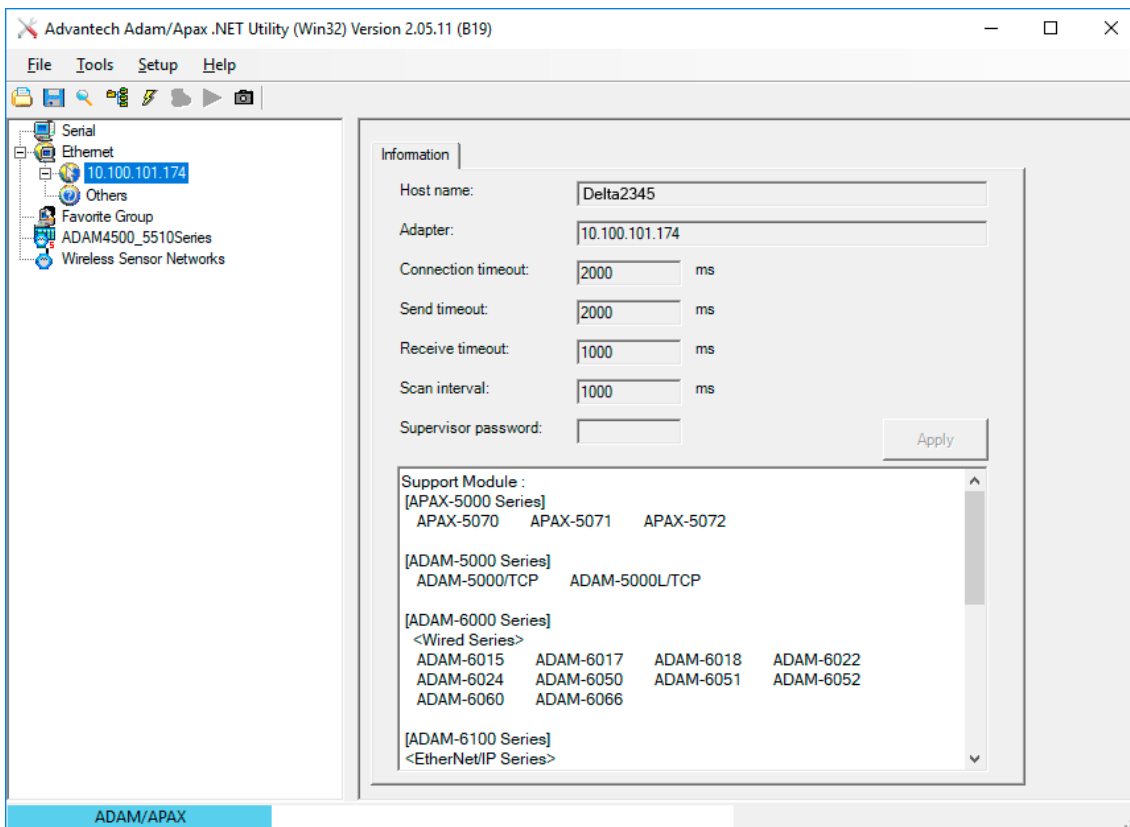 Advantech Adam/Apax .NET Utility (Win32) Version 2.05.11 (B19)
File Tools Setup Help
Serial
Ethernet
10.100.101.174
Others
Favorite Group
ADAM4500_5510Series
Wireless Sensor Networks
Information
Host name: Delta2345
Adapter: 10.100.101.174
Connection timeout: 2000 ms
Send timeout: 2000 ms
Receive timeout: 1000 ms
Scan interval: 1000 ms
Supervisor password:
Apply
Support Module :
[APAX-5000 Series]
APAX-5070 APAX-5071 APAX-5072
[ADAM-5000 Series]
ADAM-5000/TCP ADAM-5000L/TCP
[ADAM-6000 Series]
<Wired Series>
ADAM-6015 ADAM-6017 ADAM-6018 ADAM-6022
ADAM-6024 ADAM-6050 ADAM-6051 ADAM-6052
ADAM-6060 ADAM-6066
[ADAM-6100 Series]
<EtherNet/IP Series>
ADAM/APAX